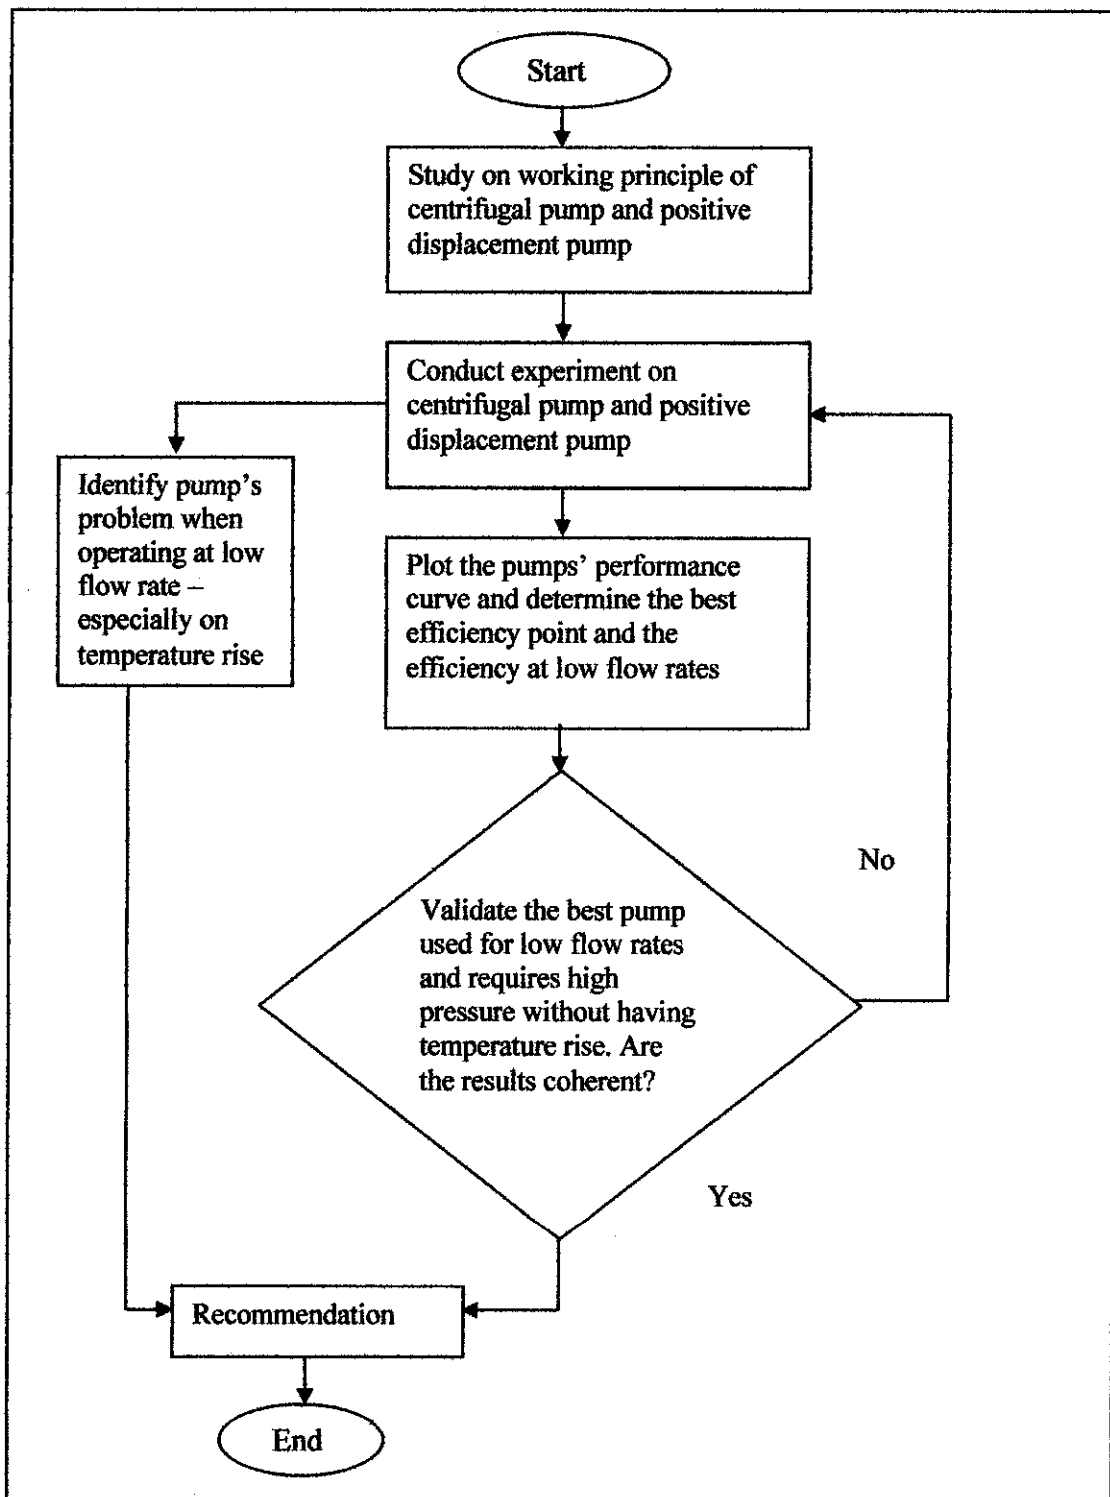 Start
Study on working principle of
centrifugal pump and positive
displacement pump
Conduct experiment on
centrifugal pump and positive
displacement pump
Identify pump's
problem when
operating at low
flow rate –
especially on
temperature rise
Plot the pumps' performance
curve and determine the best
efficiency point and the
efficiency at low flow rates
No
Validate the best pump
used for low flow rates
and requires high
pressure without having
temperature rise. Are
the results coherent?
Yes
Recommendation
End